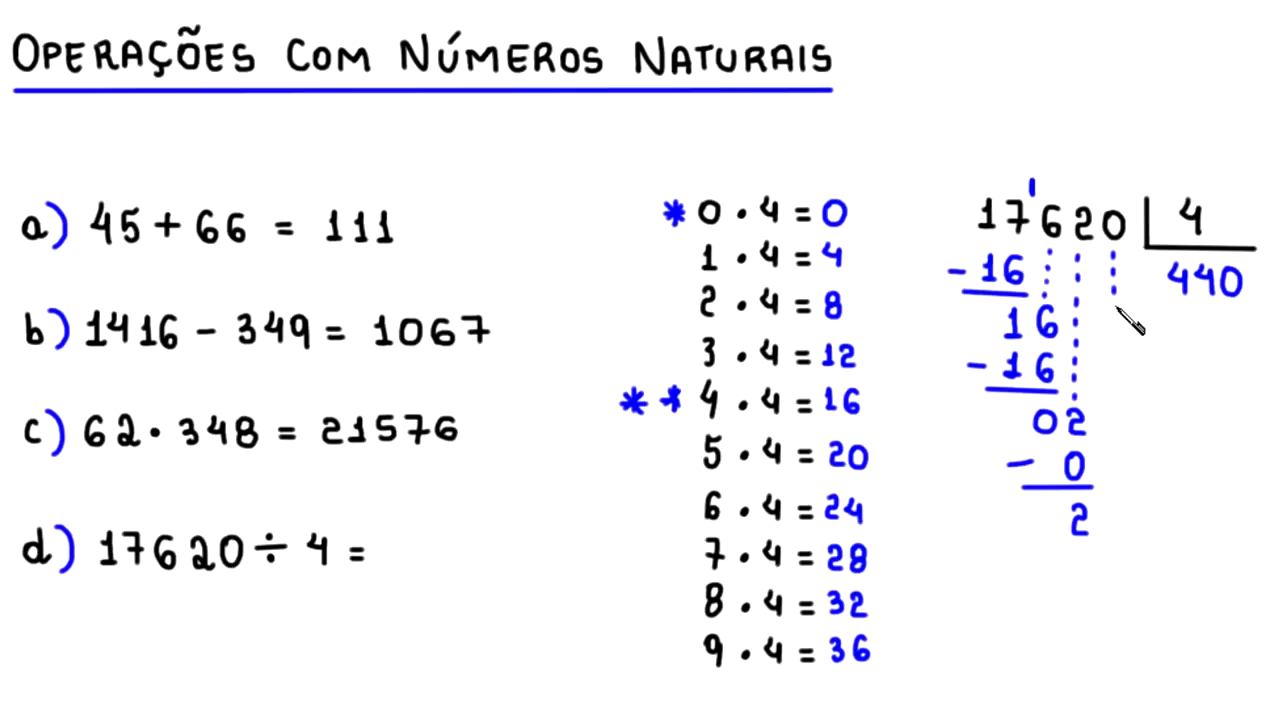 OPERAÇÕES COM NÚMEROS NATURAIS
a) 45 + 66 = 111
b) 1416 - 349 = 1067
c) 62 · 348 = 21576
d) 17620 ÷ 4 =
* 0 · 4 = 0
1 · 4 = 4
2 · 4 = 8
3 · 4 = 12
** 4 · 4 = 16
5 · 4 = 20
6 · 4 = 24
7 · 4 = 28
8 · 4 = 32
9 · 4 = 36
17'620 4
- 16 440
16
- 16
02
- 0
2